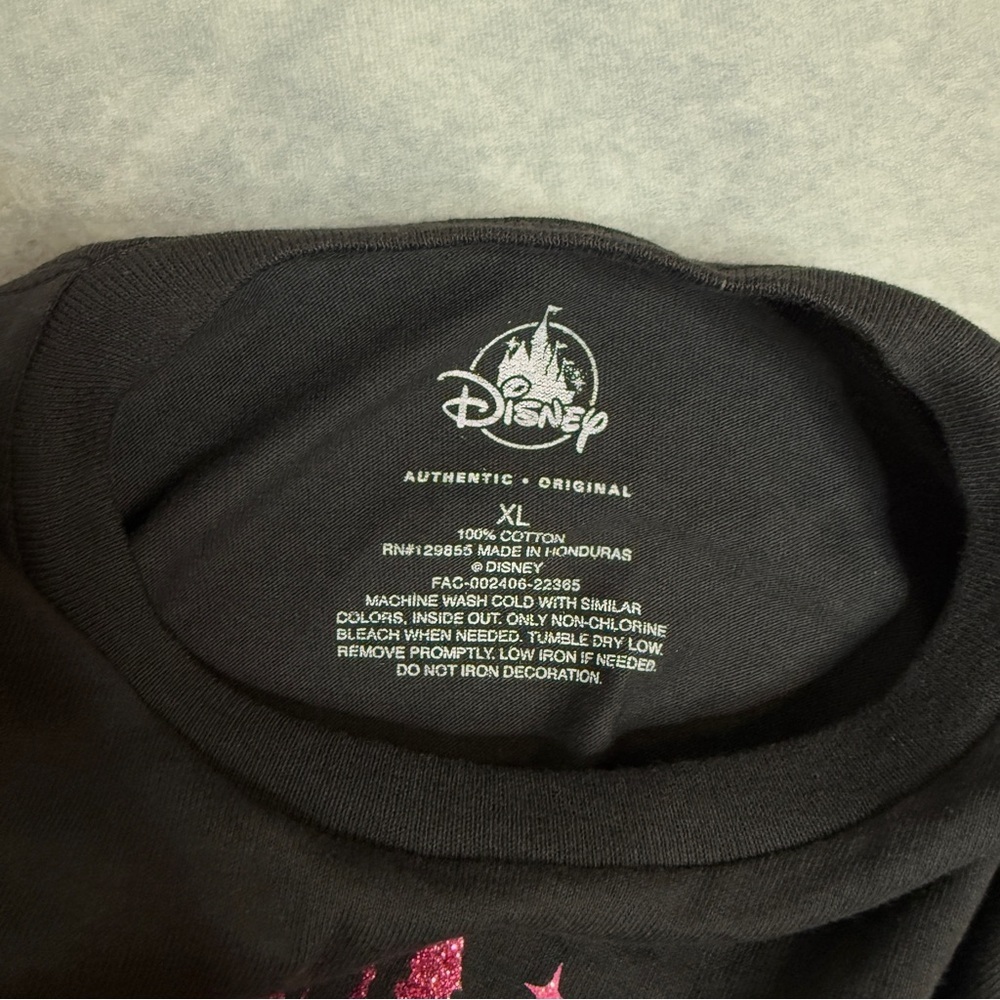 Disney
AUTHENTIC • ORIGINAL
XL
100% COTTON
RN#129855 MADE IN HONDURAS
© DISNEY
FAC-002406-22365
MACHINE WASH COLD WITH SIMILAR
COLORS, INSIDE OUT. ONLY NON-CHLORINE
BLEACH WHEN NEEDED. TUMBLE DRY LOW.
REMOVE PROMPTLY. LOW IRON IF NEEDED.
DO NOT IRON DECORATION.